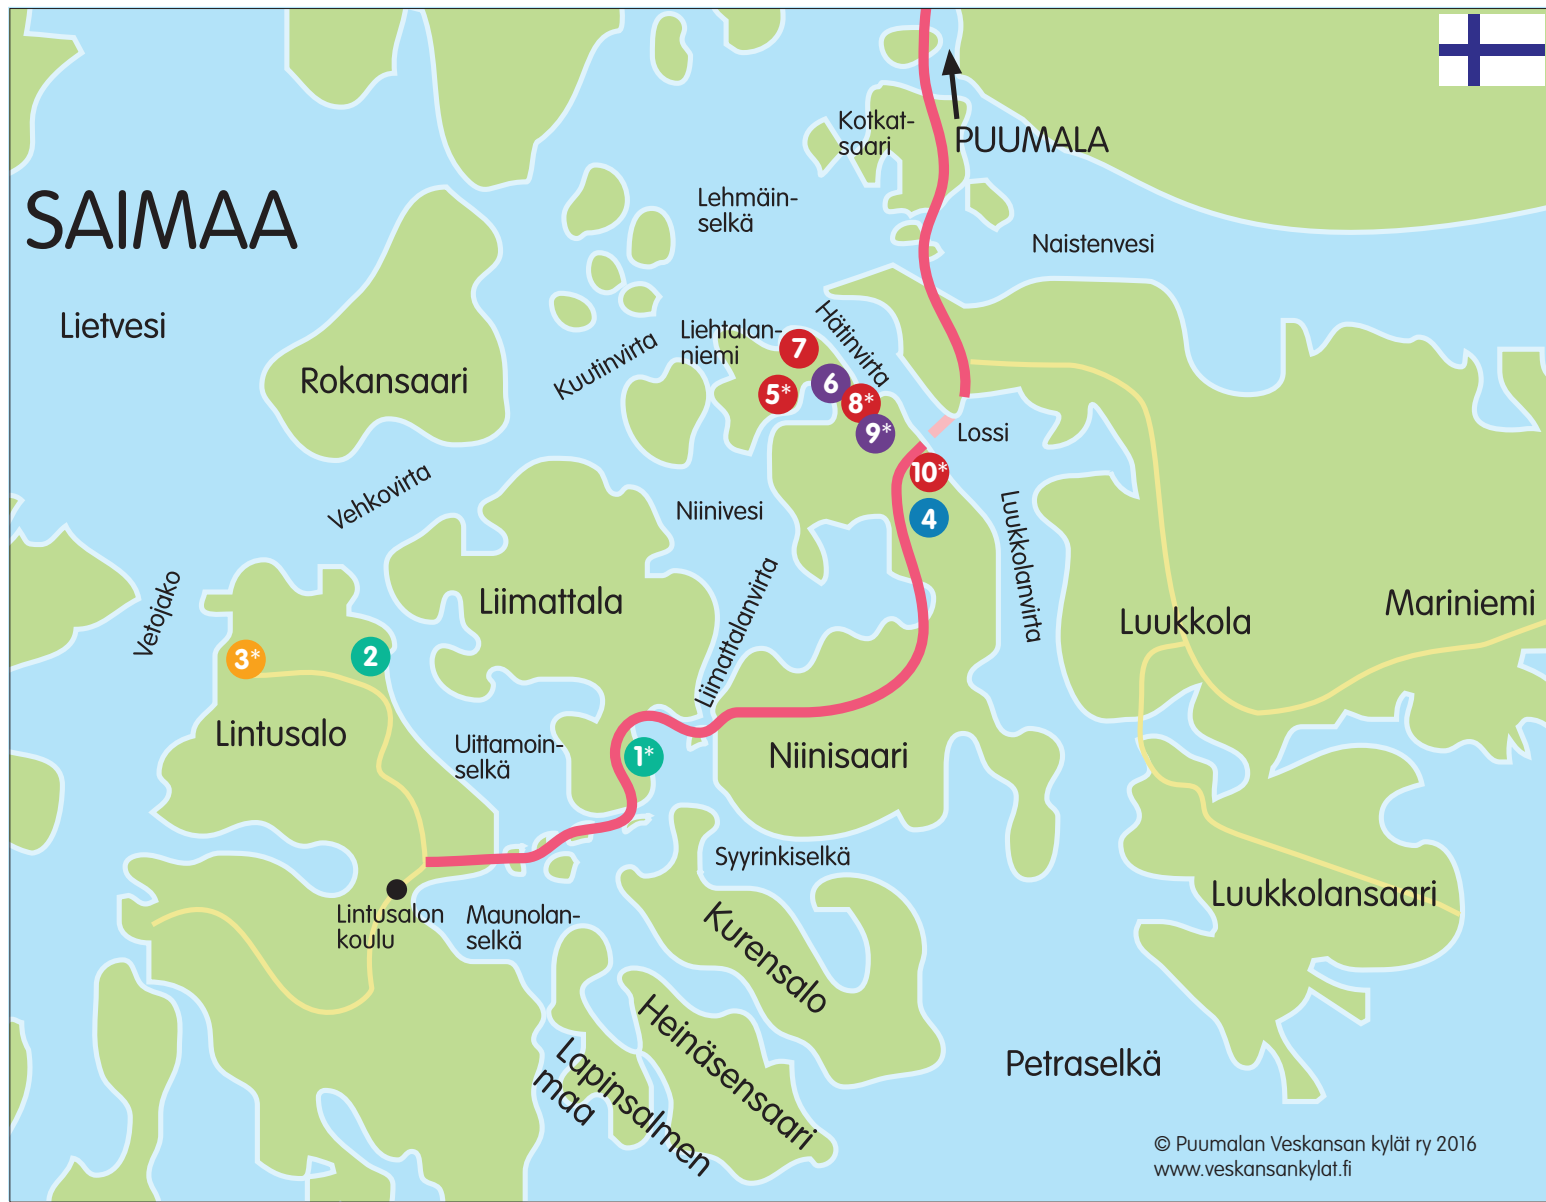 Kotkat-
saari
PUUMALA
SAIMAA
Lehmäin-
selkä
Naistenvesi
Lietvesi
Rokansaari
Kuutinvirta
Liehtalan-
niemi
Hätinvirta
7
6
5*
8*
9*
Lossi
10*
4
Vehkovirta
Niinivesi
Luukkolanvirta
Vetojako
Liimattala
Liimattalanvirta
Luukkola
Mariniemi
3*
2
Lintusalo
Uittamoin-
selkä
1*
Niinisaari
Syyrinkiselkä
Lintusalon
koulu
Maunolan-
selkä
Kurensalo
Luukkolansaari
Heinäsensaari
Lapinsalmen
maa
Petraselkä
© Puumalan Veskansan kylät ry 2016
www.veskansankylat.fi